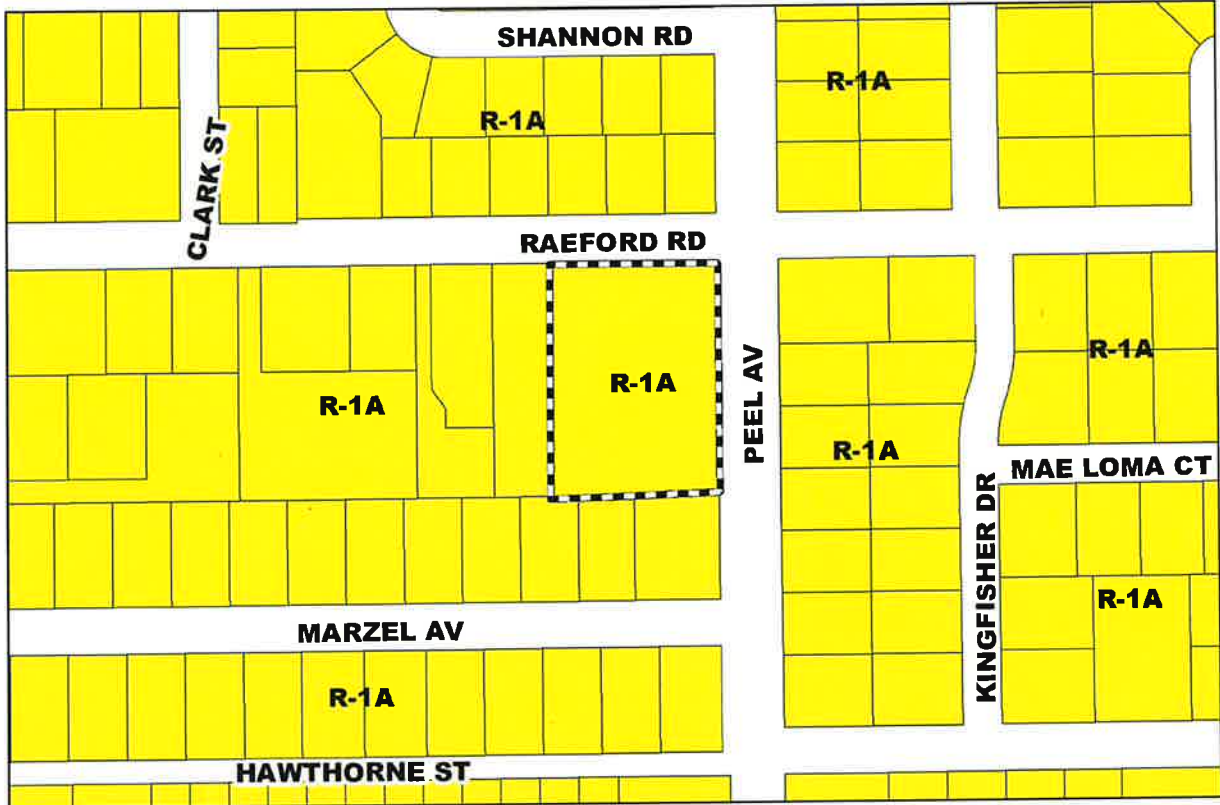 SHANNON RD
R-1A
R-1A
CLARK ST
RAEFORD RD
R-1A
R-1A
PEEL AV
R-1A
R-1A
MAE LOMA CT
KINGFISHER DR
R-1A
MARZEL AV
R-1A
HAWTHORNE ST